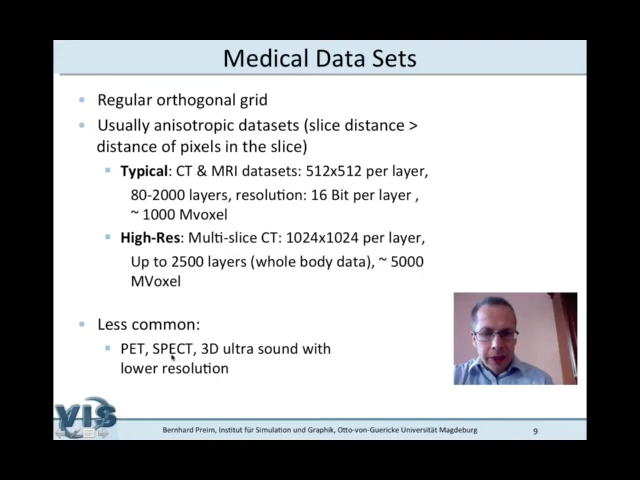 Medical Data Sets
• Regular orthogonal grid
• Usually anisotropic datasets (slice distance >
distance of pixels in the slice)
Typical: CT & MRI datasets: 512x512 per layer,
80-2000 layers, resolution: 16 Bit per layer ,
~ 1000 Mvoxel
High-Res: Multi-slice CT: 1024x1024 per layer,
Up to 2500 layers (whole body data), ~ 5000
MVoxel
• Less common:
PET, SPECT, 3D ultra sound with
lower resolution
VIS
Bernhard Preim, Institut für Simulation und Graphik, Otto-von-Guericke Universität Magdeburg
9